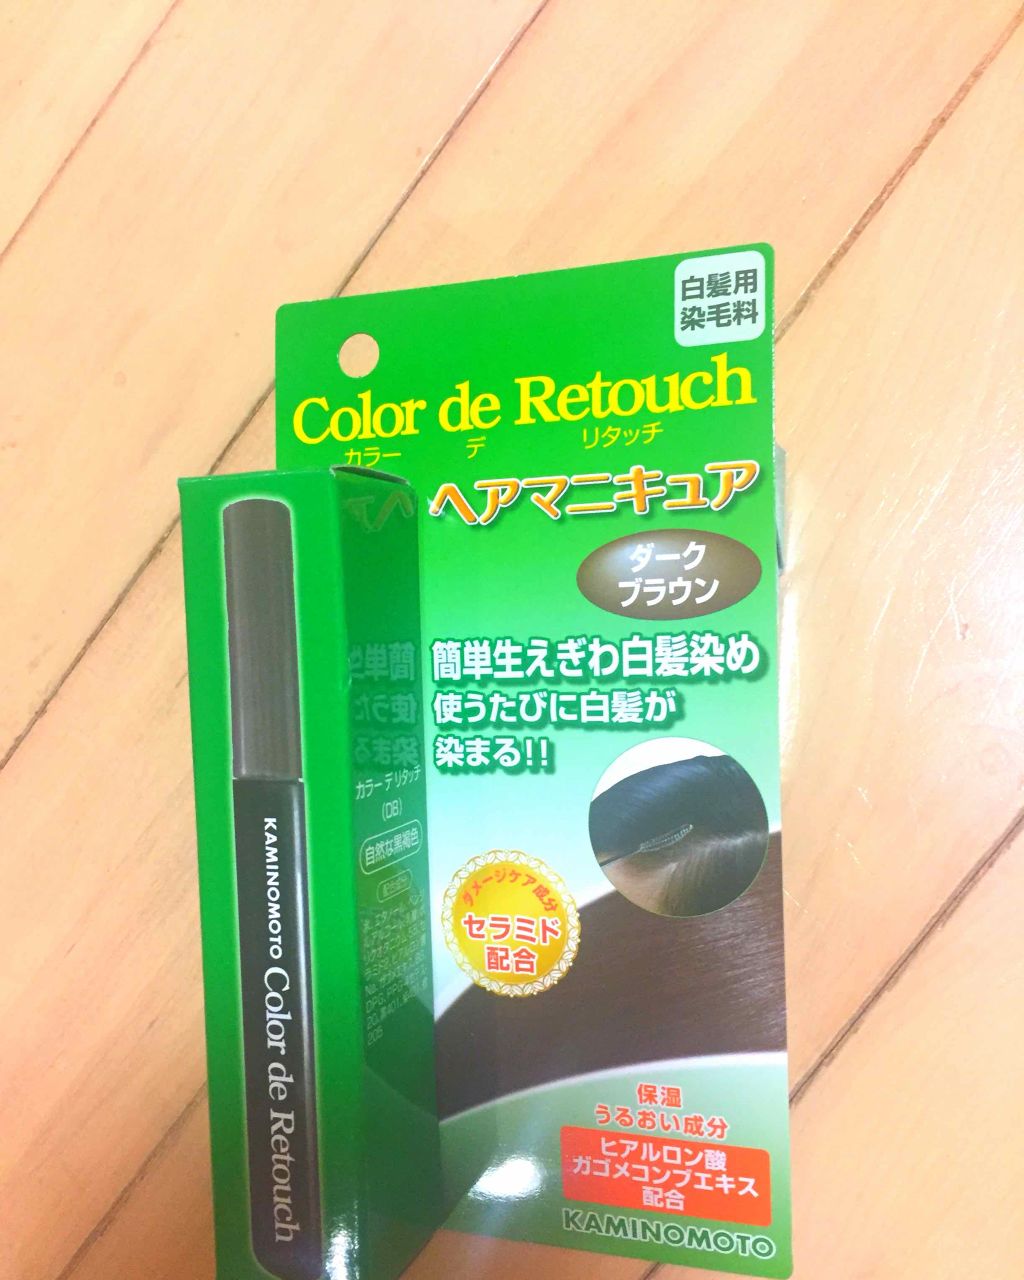 白髪用
染毛料
Color de Retouch
カラー デ リタッチ
ヘアマニキュア
ダーク
ブラウン
簡単生えぎわ白髪染め
使うたびに白髪が
染まる!!
ダメージケア成分
セラミド
配合
保湿
うるおい成分
ヒアルロン酸
ガゴメコンブエキス
配合
KAMINOMOTO
KAMINOMOTO Color de Retouch
カラー デ リタッチ
(DB)
自然な黒褐色
配合成分